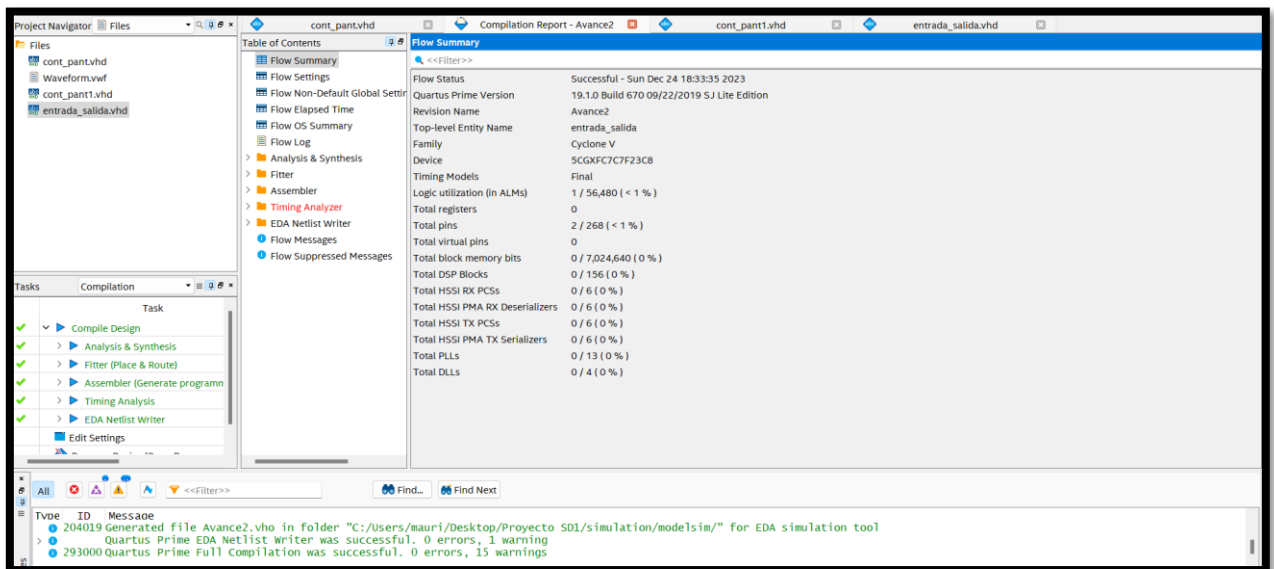 Project Navigator Files
Files
cont_pant.vhd
Waveform.vwf
cont_pant1.vhd
entrada_salida.vhd
cont_pant.vhd
Compilation Report - Avance2
cont_pant1.vhd
entrada_salida.vhd
Table of Contents
Flow Summary
Flow Settings
Flow Non-Default Global Settin
Flow Elapsed Time
Flow OS Summary
Flow Log
> Analysis & Synthesis
> Fitter
> Assembler
> Timing Analyzer
> EDA Netlist Writer
Flow Messages
Flow Suppressed Messages
Flow Summary
<<Filter>>
Flow Status Successful - Sun Dec 24 18:33:35 2023
Quartus Prime Version 19.1.0 Build 670 09/22/2019 SJ Lite Edition
Revision Name Avance2
Top-level Entity Name entrada_salida
Family Cyclone V
Device 5CGXFC7C7F23C8
Timing Models Final
Logic utilization (in ALMs) 1 / 56,480 ( < 1 % )
Total registers 0
Total pins 2 / 268 ( < 1 % )
Total virtual pins 0
Total block memory bits 0 / 7,024,640 ( 0 % )
Total DSP Blocks 0 / 156 ( 0 % )
Total HSSI RX PCSs 0 / 6 ( 0 % )
Total HSSI PMA RX Deserializers 0 / 6 ( 0 % )
Total HSSI TX PCSs 0 / 6 ( 0 % )
Total HSSI PMA TX Serializers 0 / 6 ( 0 % )
Total PLLs 0 / 13 ( 0 % )
Total DLLs 0 / 4 ( 0 % )
Tasks Compilation
Task
Compile Design
> Analysis & Synthesis
> Fitter (Place & Route)
> Assembler (Generate programm
> Timing Analysis
> EDA Netlist Writer
Edit Settings
All <<Filter>> Find... Find Next
Type ID Message
204019 Generated file Avance2.vho in folder "C:/Users/mauri/Desktop/Proyecto SD1/simulation/modelsim/" for EDA simulation tool
> Quartus Prime EDA Netlist Writer was successful. 0 errors, 1 warning
293000 Quartus Prime Full Compilation was successful. 0 errors, 15 warnings